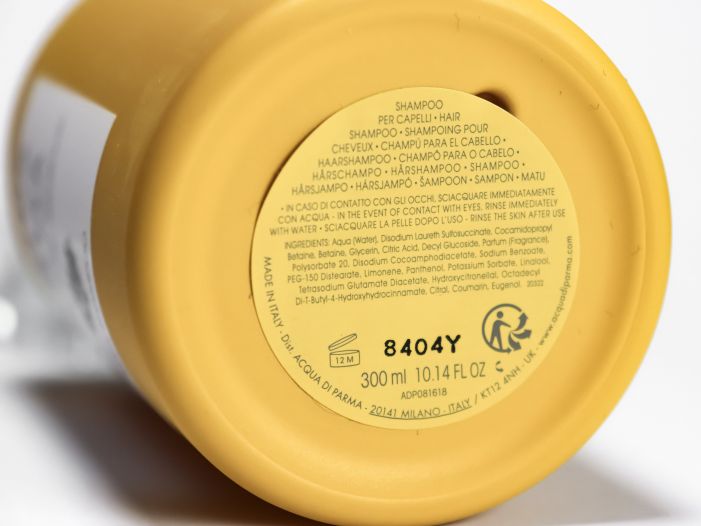 SHAMPOO
PER CAPELLI • HAIR
SHAMPOO • SHAMPOING POUR
CHEVEUX • CHAMPÚ PARA EL CABELLO •
HAARSHAMPOO • CHAMPÔ PARA O CABELO •
HÅRSCHAMPO • HÅRSHAMPOO • SHAMPOO •
HÅRSJAMPO • HÁRSJAMPÓ • ŠAMPOON • SAMPON • MATU
• IN CASO DI CONTATTO CON GLI OCCHI, SCIACQUARE IMMEDIATAMENTE
CON ACQUA - IN THE EVENT OF CONTACT WITH EYES, RINSE IMMEDIATELY
WITH WATER • SCIACQUARE LA PELLE DOPO L'USO - RINSE THE SKIN AFTER USE
INGREDIENTS: Aqua (Water), Disodium Laureth Sulfosuccinate, Cocamidopropyl
Betaine, Betaine, Glycerin, Citric Acid, Decyl Glucoside, Parfum (Fragrance),
Polysorbate 20, Disodium Cocoamphodiacetate, Sodium Benzoate,
PEG-150 Distearate, Limonene, Panthenol, Potassium Sorbate, Linalool,
Tetrasodium Glutamate Diacetate, Hydroxycitronellal, Octadecyl
Di-T-Butyl-4-Hydroxyhydrocinnamate, Citral, Coumarin, Eugenol. 20322
12 M
8404Y
300 ml 10.14 FL OZ
ADP081618
MADE IN ITALY - Dist. ACQUA DI PARMA - 20141 MILANO - ITALY / KT12 4NH - UK - www.acquadiparma.com